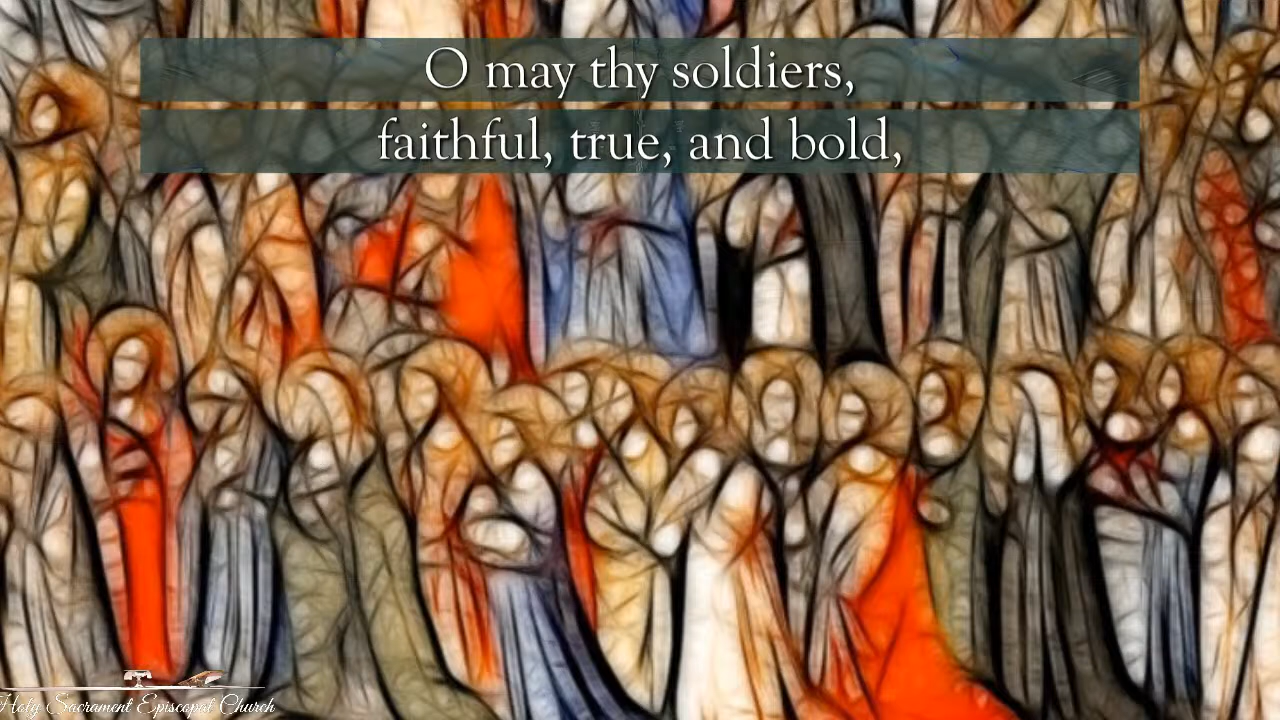 O may thy soldiers,
faithful, true, and bold,
Holy Sacrament Episcopal Church